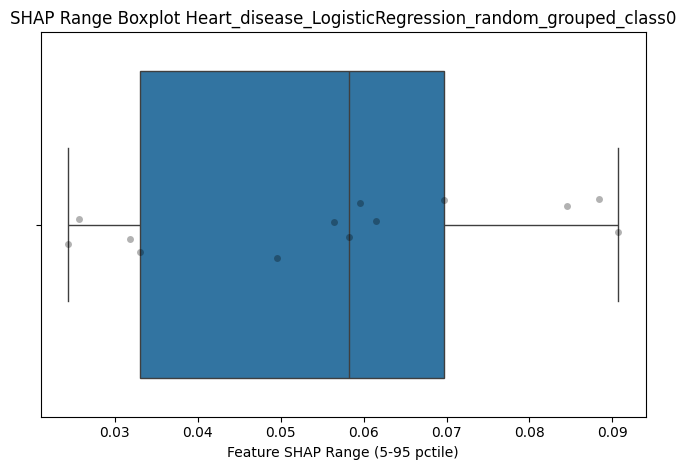 SHAP Range Boxplot Heart_disease_LogisticRegression_random_grouped_class0
0.03 0.04 0.05 0.06 0.07 0.08 0.09
Feature SHAP Range (5-95 pctile)